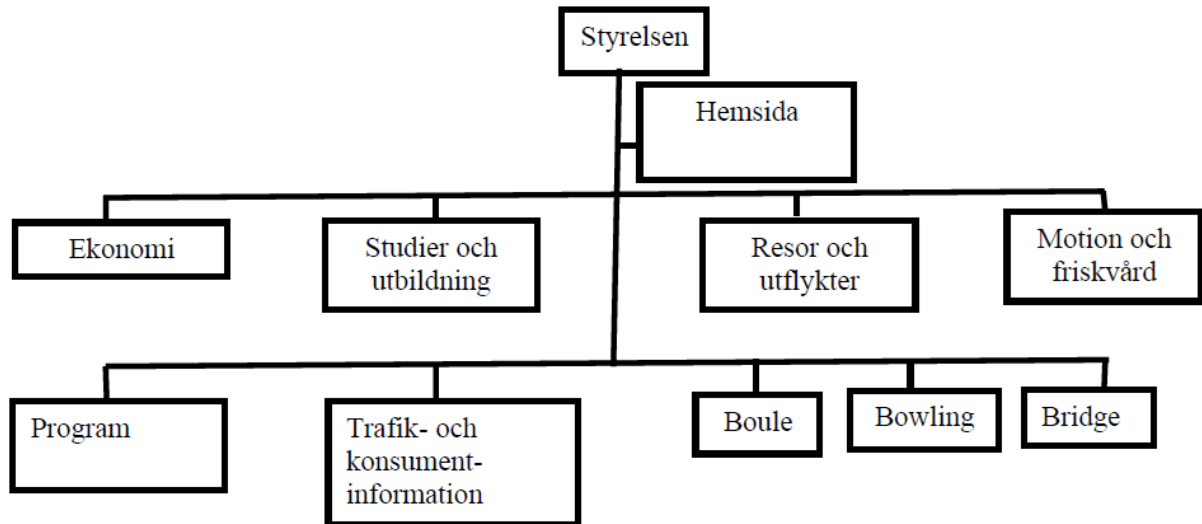 Styrelsen
Hemsida
Ekonomi
Studier och
utbildning
Resor och
utflykter
Motion och
friskvård
Program
Trafik- och
konsument-
information
Boule
Bowling
Bridge